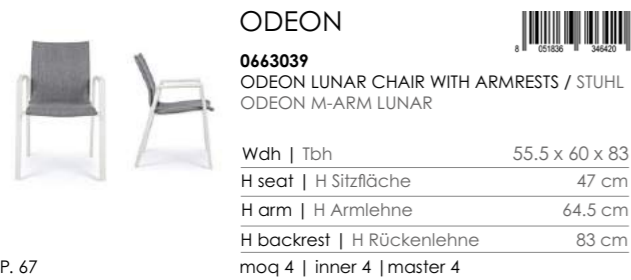 ODEON
8 051836 346420
0663039
ODEON LUNAR CHAIR WITH ARMRESTS / STUHL
ODEON M-ARM LUNAR
Wdh | Tbh 55.5 x 60 x 83
H seat | H Sitzfläche 47 cm
H arm | H Armlehne 64.5 cm
H backrest | H Rückenlehne 83 cm
P. 67 moq 4 | inner 4 |master 4